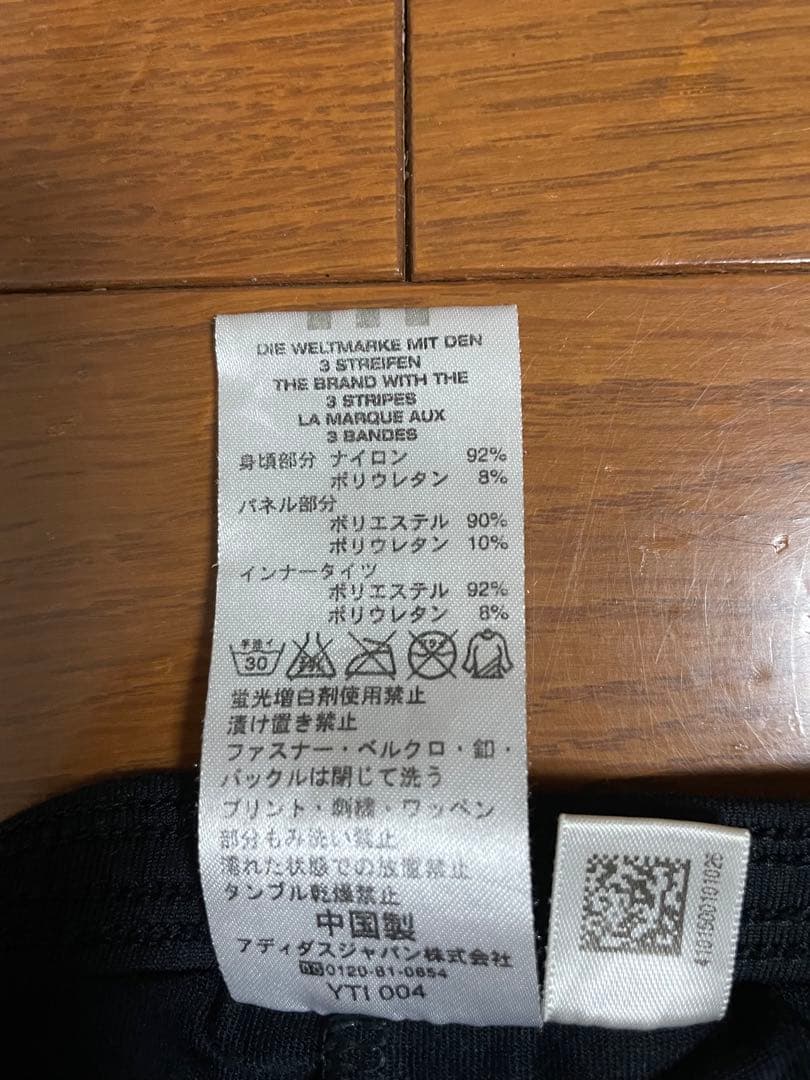 DIE WELTMARKE MIT DEN
3 STREIFEN
THE BRAND WITH THE
3 STRIPES
LA MARQUE AUX
3 BANDES
身頃部分 ナイロン 92%
ポリウレタン 8%
パネル部分
ポリエステル 90%
ポリウレタン 10%
インナータイツ
ポリエステル 92%
ポリウレタン 8%
手洗イ
30
蛍光増白剤使用禁止
漬け置き禁止
ファスナー・ベルクロ・釦・
バックルは閉じて洗う
プリント・刺繍・ワッペン
部分もみ洗い禁止
濡れた状態での放置禁止
タンブル乾燥禁止
中国製
アディダスジャパン株式会社
0120-81-0654
YTI 004